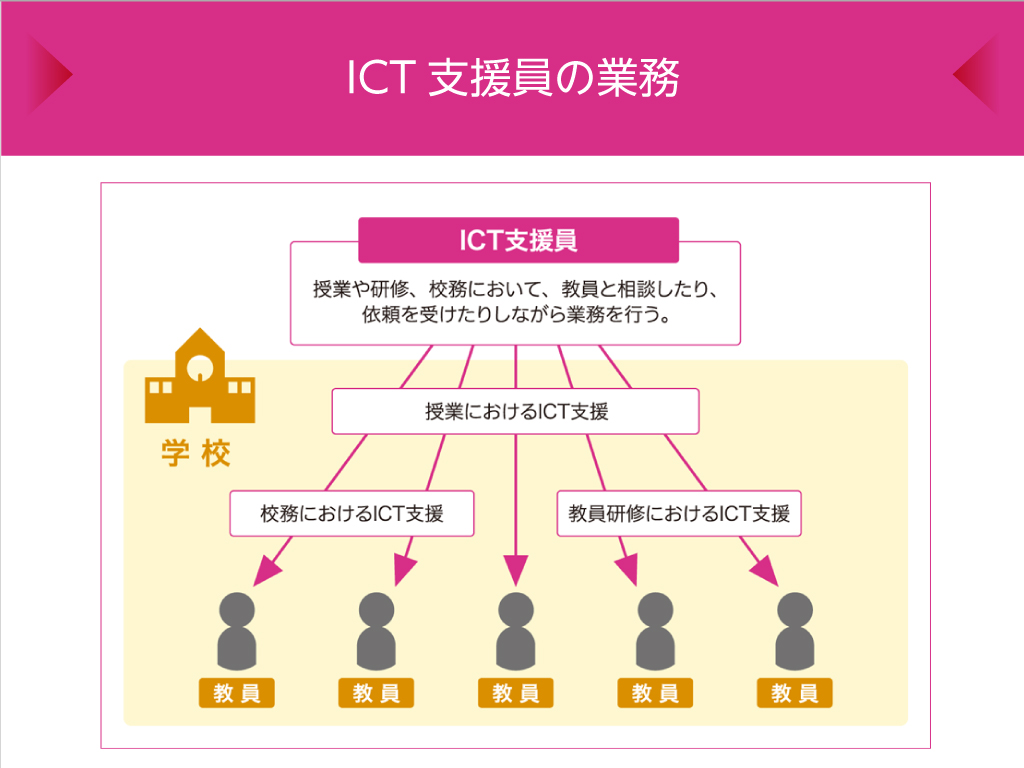 ICT 支援員の業務
ICT支援員
授業や研修、校務において、教員と相談したり、
依頼を受けたりしながら業務を行う。
授業におけるICT支援
学 校
校務におけるICT支援
教員研修におけるICT支援
教 員
教 員
教 員
教 員
教 員